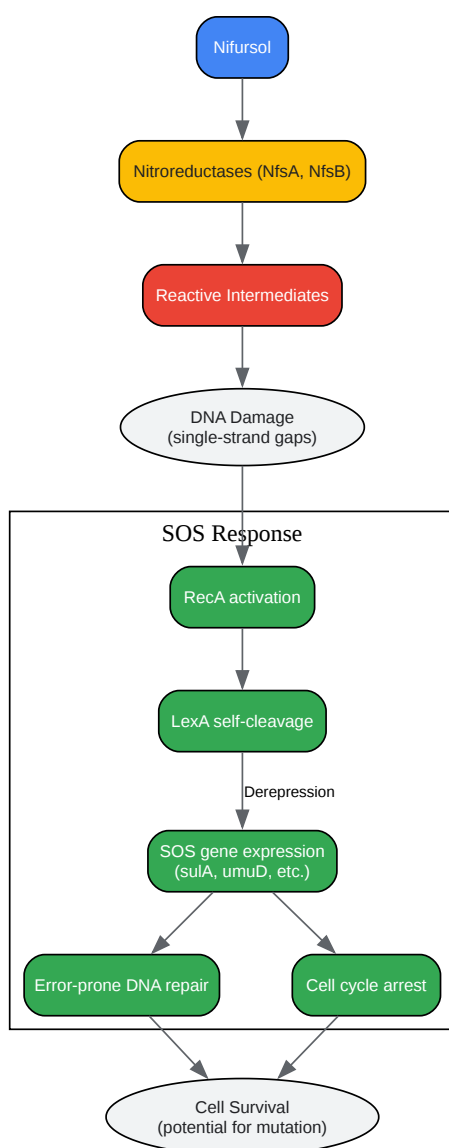 Nifursol
Nitroreductases (NfsA, NfsB)
Reactive Intermediates
DNA Damage
(single-strand gaps)
SOS Response
RecA activation
LexA self-cleavage
Derepression
SOS gene expression
(sulA, umuD, etc.)
Error-prone DNA repair
Cell cycle arrest
Cell Survival
(potential for mutation)